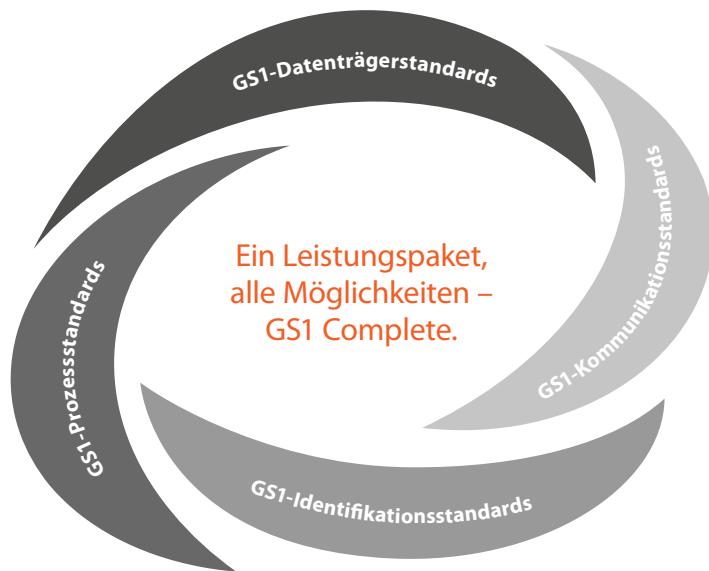 GS1-Datenträgerstandards
GS1-Kommunikationsstandards
Ein Leistungspaket,
alle Möglichkeiten –
GS1 Complete.
GS1-Prozessstandards
GS1-Identifikationsstandards